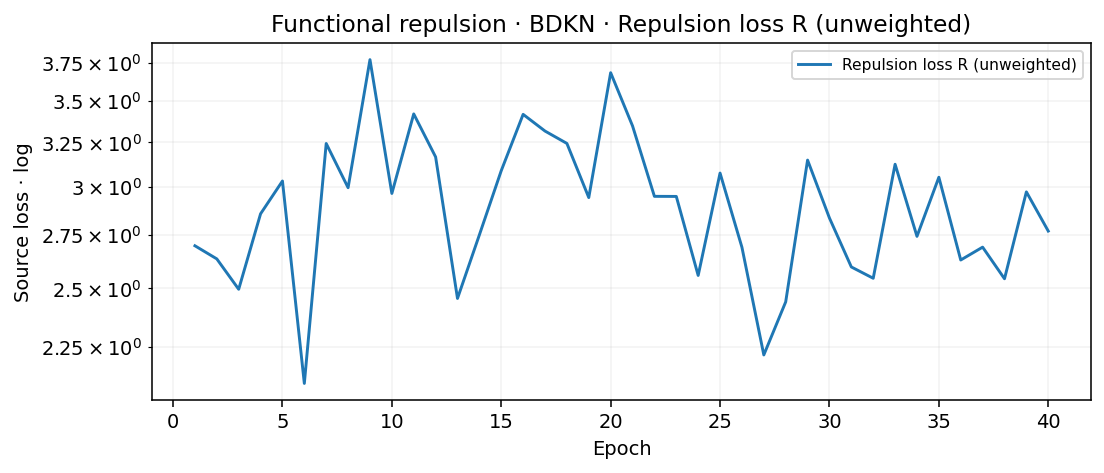 Functional repulsion · BDKN · Repulsion loss R (unweighted)
Repulsion loss R (unweighted)
Source loss · log
3.75 × 10⁰
3.5 × 10⁰
3.25 × 10⁰
3 × 10⁰
2.75 × 10⁰
2.5 × 10⁰
2.25 × 10⁰
0 5 10 15 20 25 30 35 40
Epoch